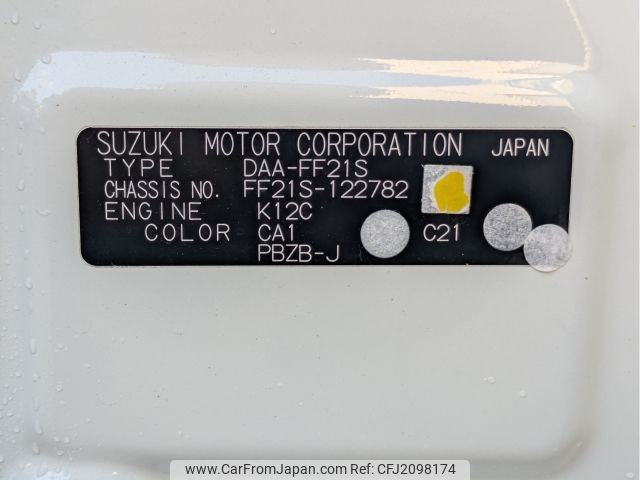 SUZUKI MOTOR CORPORATION JAPAN
TYPE DAA-FF21S
CHASSIS NO. FF21S-122782
ENGINE K12C
COLOR CA1 C21
PBZB-J
www.CarFromJapan.com CFJ2098174